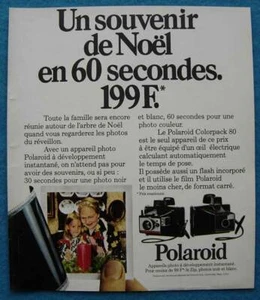 Un souvenir
de Noël
en 60 secondes.
199F.*
Toute la famille sera encore
réunie autour de l'arbre de Noël
quand vous regarderez les photos
du réveillon.
Avec un appareil photo
Polaroid à développement
instantané, on n'attend pas pour
avoir des souvenirs, ou si peu :
30 secondes pour une photo noir
et blanc, 60 secondes pour une
photo couleur.
Le Polaroid Colorpack 80
est le seul appareil de ce prix
à être équipé d'un œil électrique
calculant automatiquement
le temps de pose.
Il possède aussi un flash incorporé
et il utilise le film Polaroid
le moins cher, de format carré.
Polaroid
Appareils photo à développement instantané.